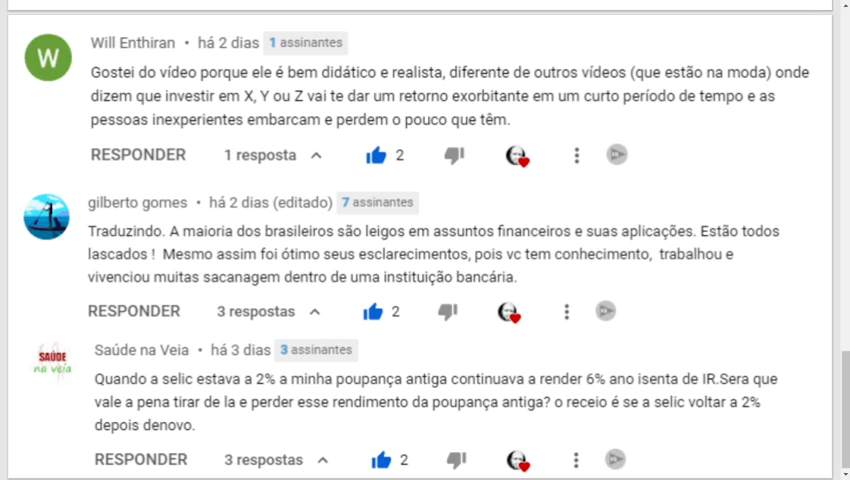 W
Will Enthiran • há 2 dias 1 assinantes
Gostei do vídeo porque ele é bem didático e realista, diferente de outros vídeos (que estão na moda) onde
dizem que investir em X, Y ou Z vai te dar um retorno exorbitante em um curto período de tempo e as
pessoas inexperientes embarcam e perdem o pouco que têm.
RESPONDER 1 resposta 2
gilberto gomes • há 2 dias (editado) 7 assinantes
Traduzindo. A maioria dos brasileiros são leigos em assuntos financeiros e suas aplicações. Estão todos
lascados ! Mesmo assim foi ótimo seus esclarecimentos, pois vc tem conhecimento, trabalhou e
vivenciou muitas sacanagem dentro de uma instituição bancária.
RESPONDER 3 respostas 2
SAÚDE
na veia
Saúde na Veia • há 3 dias 3 assinantes
Quando a selic estava a 2% a minha poupança antiga continuava a render 6% ano isenta de IR.Sera que
vale a pena tirar de la e perder esse rendimento da poupança antiga? o receio é se a selic voltar a 2%
depois denovo.
RESPONDER 3 respostas 2